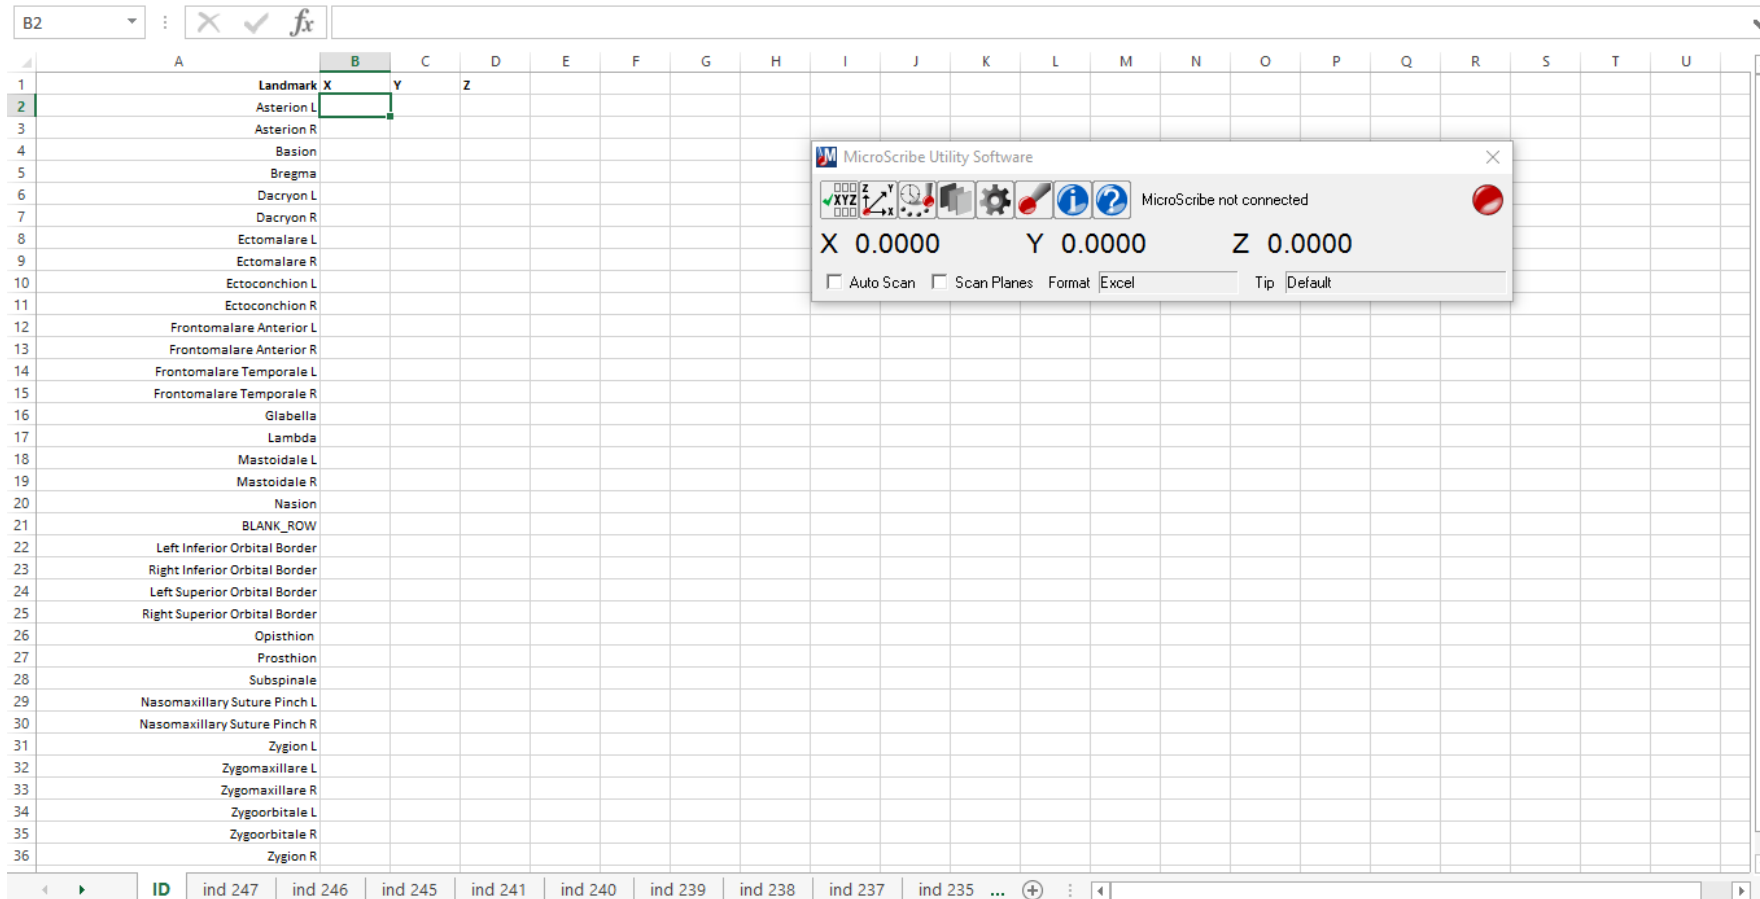 B2
fx
A B C D E F G H I J K L M N O P Q R S T U
1 Landmark X Y Z
2 Asterion L
3 Asterion R
4 Basion
5 Bregma
6 Dacryon L
7 Dacryon R
8 Ectomalare L
9 Ectomalare R
10 Ectoconchion L
11 Ectoconchion R
12 Frontomalare Anterior L
13 Frontomalare Anterior R
14 Frontomalare Temporale L
15 Frontomalare Temporale R
16 Glabella
17 Lambda
18 Mastoidale L
19 Mastoidale R
20 Nasion
21 BLANK_ROW
22 Left Inferior Orbital Border
23 Right Inferior Orbital Border
24 Left Superior Orbital Border
25 Right Superior Orbital Border
26 Opisthion
27 Prosthion
28 Subspinale
29 Nasomaxillary Suture Pinch L
30 Nasomaxillary Suture Pinch R
31 Zygion L
32 Zygomaxillare L
33 Zygomaxillare R
34 Zygoorbitale L
35 Zygoorbitale R
36 Zygion R
M MicroScribe Utility Software
XYZ Z Y X i ? MicroScribe not connected
X 0.0000 Y 0.0000 Z 0.0000
Auto Scan Scan Planes Format Excel Tip Default
ID ind 247 ind 246 ind 245 ind 241 ind 240 ind 239 ind 238 ind 237 ind 235 ...